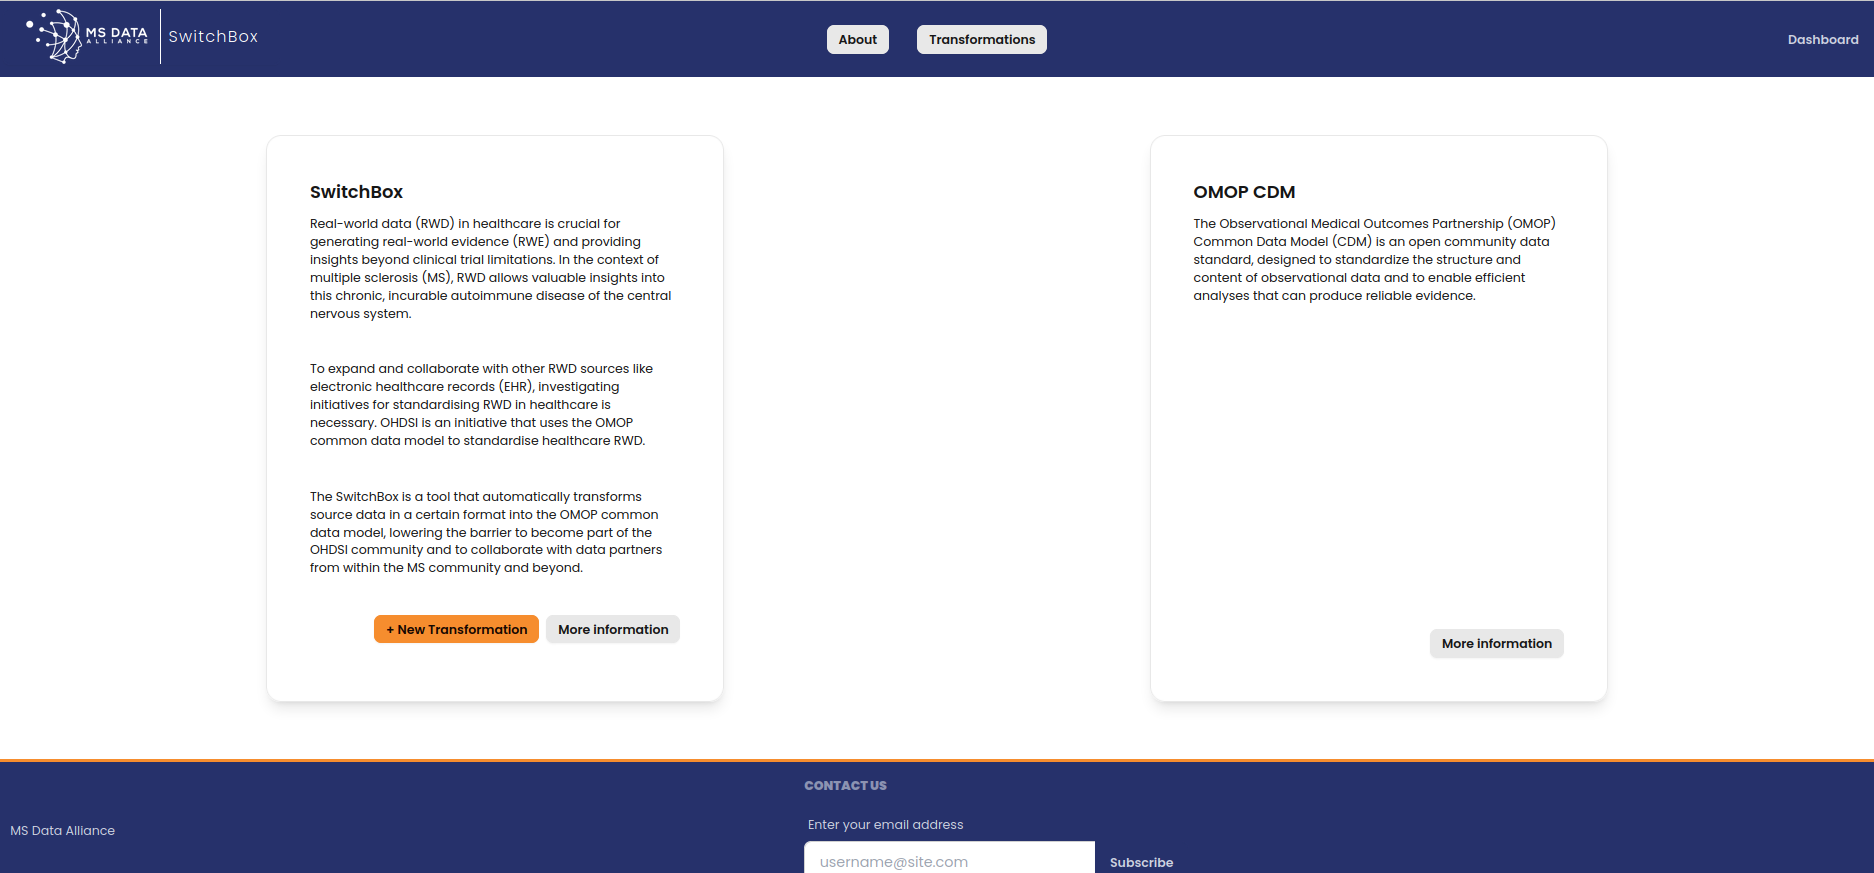 MS DATA
ALLIANCE
SwitchBox
About
Transformations
Dashboard
SwitchBox
Real-world data (RWD) in healthcare is crucial for
generating real-world evidence (RWE) and providing
insights beyond clinical trial limitations. In the context of
multiple sclerosis (MS), RWD allows valuable insights into
this chronic, incurable autoimmune disease of the central
nervous system.
To expand and collaborate with other RWD sources like
electronic healthcare records (EHR), investigating
initiatives for standardising RWD in healthcare is
necessary. OHDSI is an initiative that uses the OMOP
common data model to standardise healthcare RWD.
The SwitchBox is a tool that automatically transforms
source data in a certain format into the OMOP common
data model, lowering the barrier to become part of the
OHDSI community and to collaborate with data partners
from within the MS community and beyond.
+ New Transformation
More information
OMOP CDM
The Observational Medical Outcomes Partnership (OMOP)
Common Data Model (CDM) is an open community data
standard, designed to standardize the structure and
content of observational data and to enable efficient
analyses that can produce reliable evidence.
More information
MS Data Alliance
CONTACT US
Enter your email address
username@site.com
Subscribe